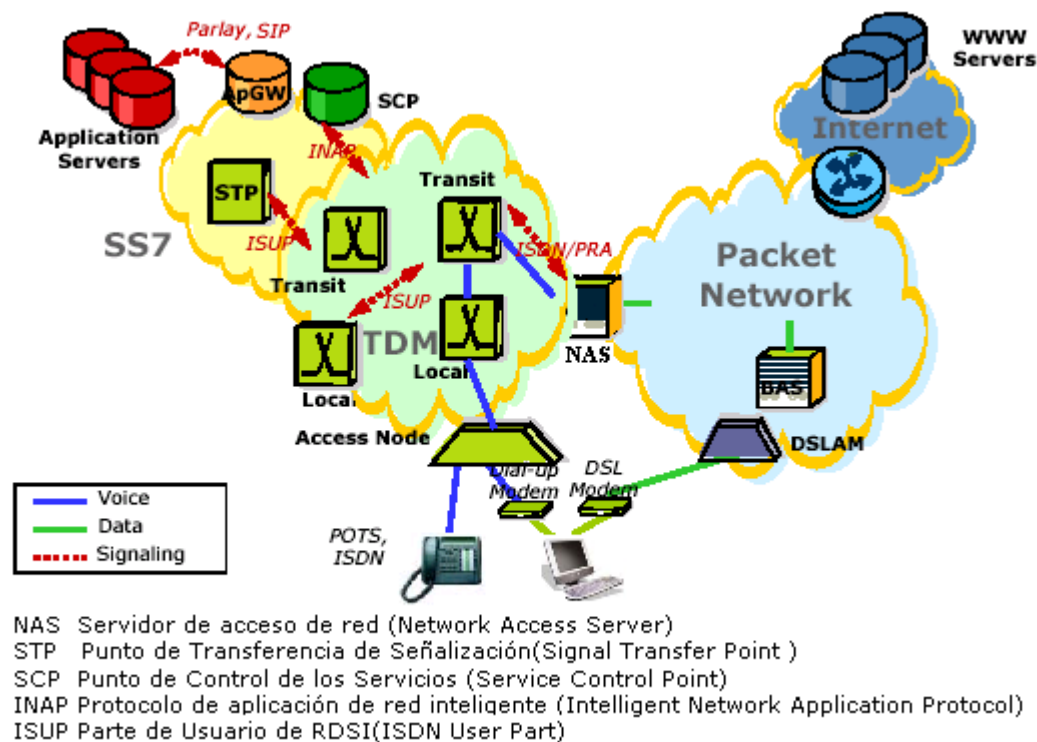 Parlay, SIP
WWW
Servers
ApGW
SCP
Application
Servers
Internet
INAP
STP
Transit
SS7
ISUP
ISDN/PRA
Packet
Network
Transit
ISUP
TDM
NAS
Local
BAS
Local
Access Node
DSLAM
Dial-up
Modem
DSL
Modem
Voice
Data
Signaling
POTS,
ISDN
NAS Servidor de acceso de red (Network Access Server)
STP Punto de Transferencia de Señalización(Signal Transfer Point )
SCP Punto de Control de los Servicios (Service Control Point)
INAP Protocolo de aplicación de red inteligente (Intelligent Network Application Protocol)
ISUP Parte de Usuario de RDSI(ISDN User Part)